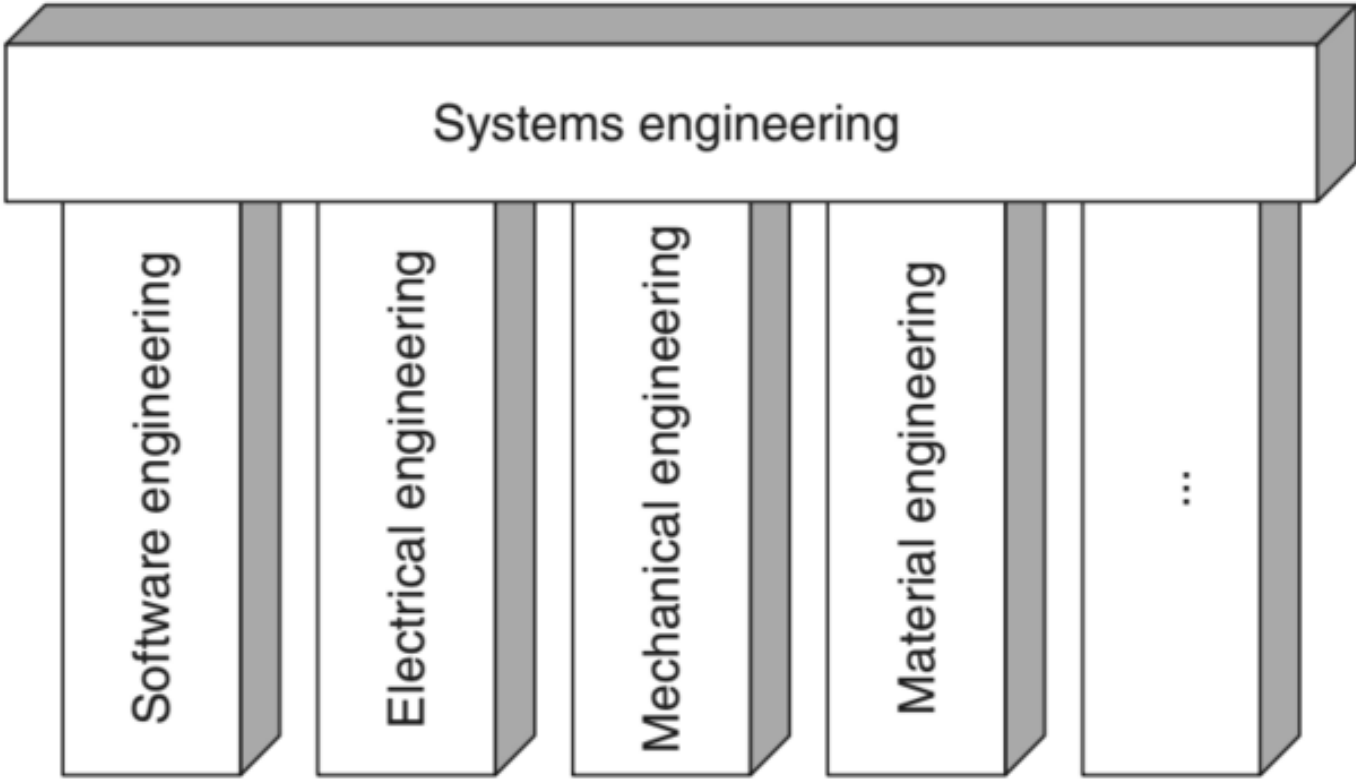 Systems engineering
Software engineering
Electrical engineering
Mechanical engineering
Material engineering
...